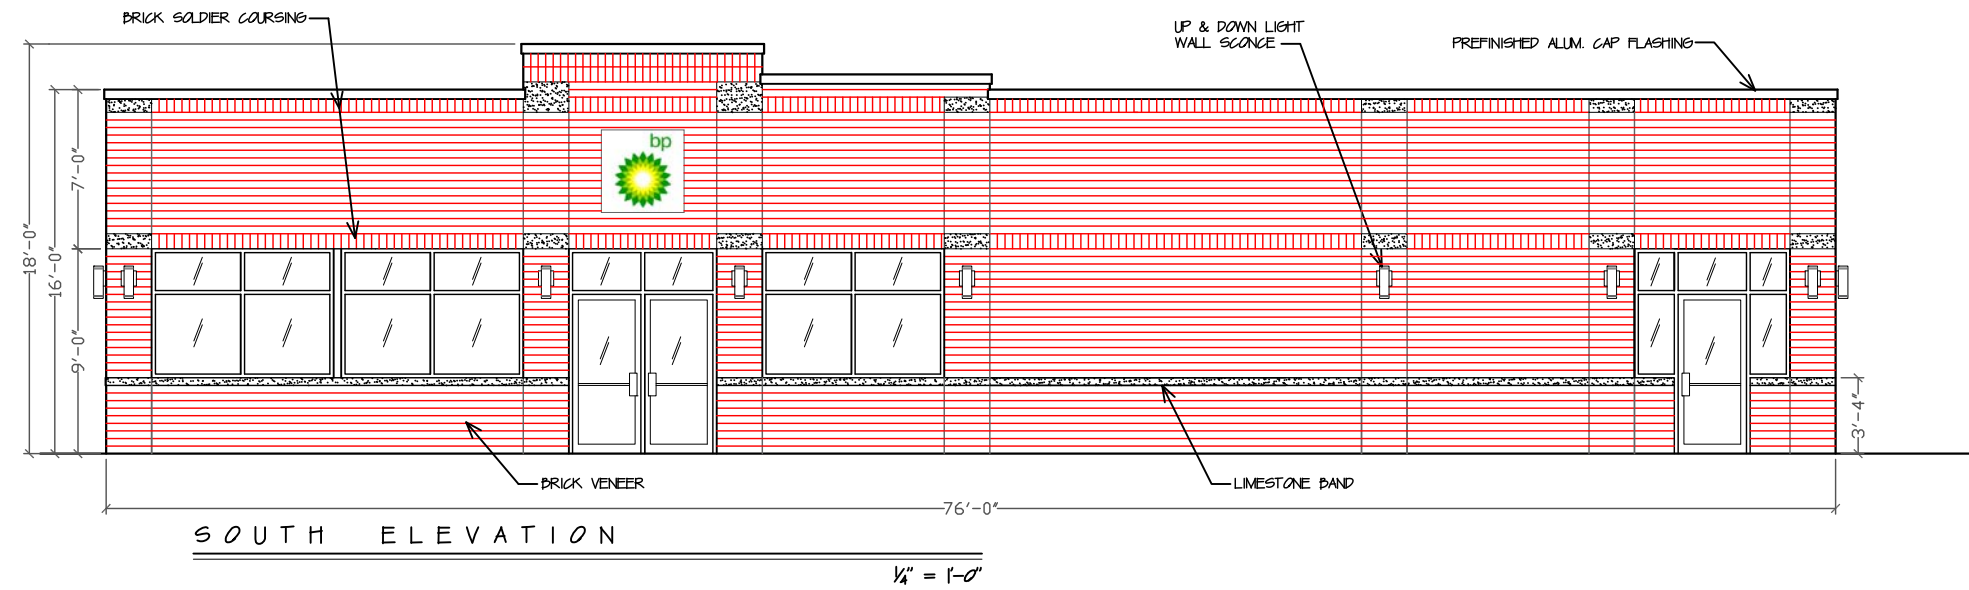 BRICK SOLDIER COURSING
UP & DOWN LIGHT
WALL SCONCE
PREFINISHED ALUM. CAP FLASHING
bp
18'-0"
16'-0"
7'-0"
9'-0"
3'-4"
BRICK VENEER
LIMESTONE BAND
76'-0"
SOUTH ELEVATION
1/4" = 1'-0"